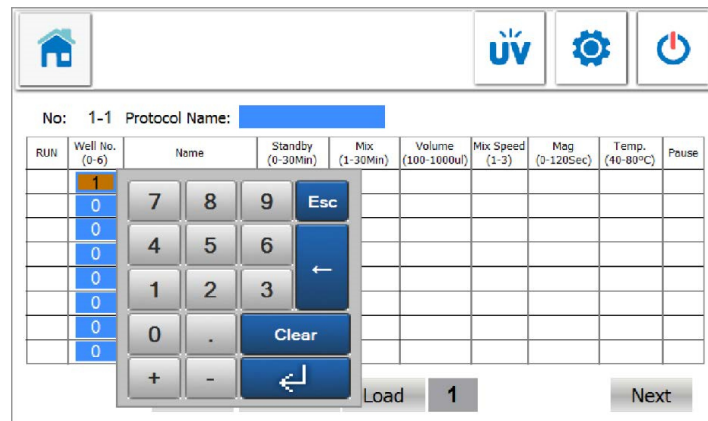 UV
No: 1-1 Protocol Name:
RUN Well No. (0-6) Name Standby (0-30Min) Mix (1-30Min) Volume (100-1000ul) Mix Speed (1-3) Mag (0-120Sec) Temp. (40-80ºC) Pause
1
0
0
0
0
0
0
0
7 8 9 Esc
4 5 6 ←
1 2 3
0 . Clear
+ -
Load 1 Next